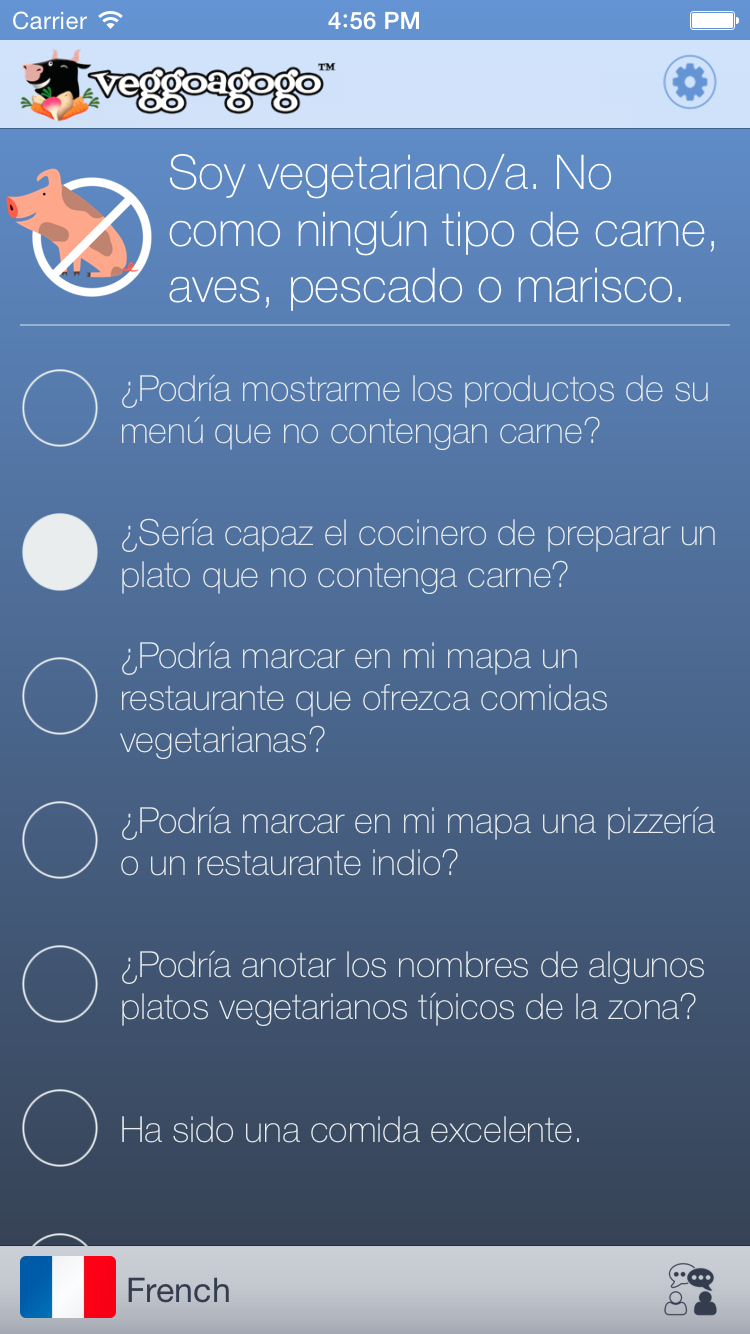 Carrier
4:56 PM
veggoagogo™
Soy vegetariano/a. No
como ningún tipo de carne,
aves, pescado o marisco.
¿Podría mostrarme los productos de su
menú que no contengan carne?
¿Sería capaz el cocinero de preparar un
plato que no contenga carne?
¿Podría marcar en mi mapa un
restaurante que ofrezca comidas
vegetarianas?
¿Podría marcar en mi mapa una pizzería
o un restaurante indio?
¿Podría anotar los nombres de algunos
platos vegetarianos típicos de la zona?
Ha sido una comida excelente.
French